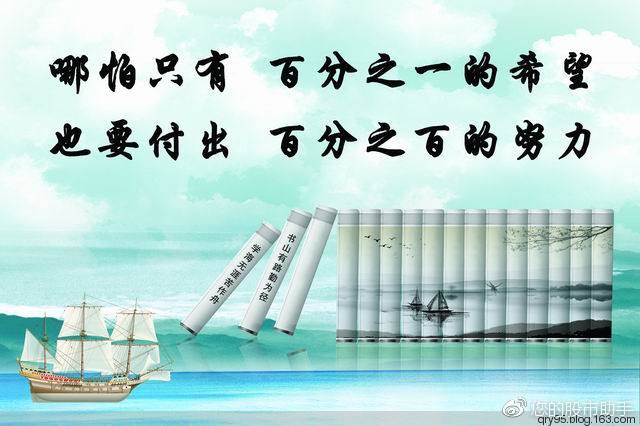 哪怕只有 百分之一的希望
也要付出 百分之百的努力
书山有路勤为径
学海无涯苦作舟
@您的股市助手
qry95.blog.163.com